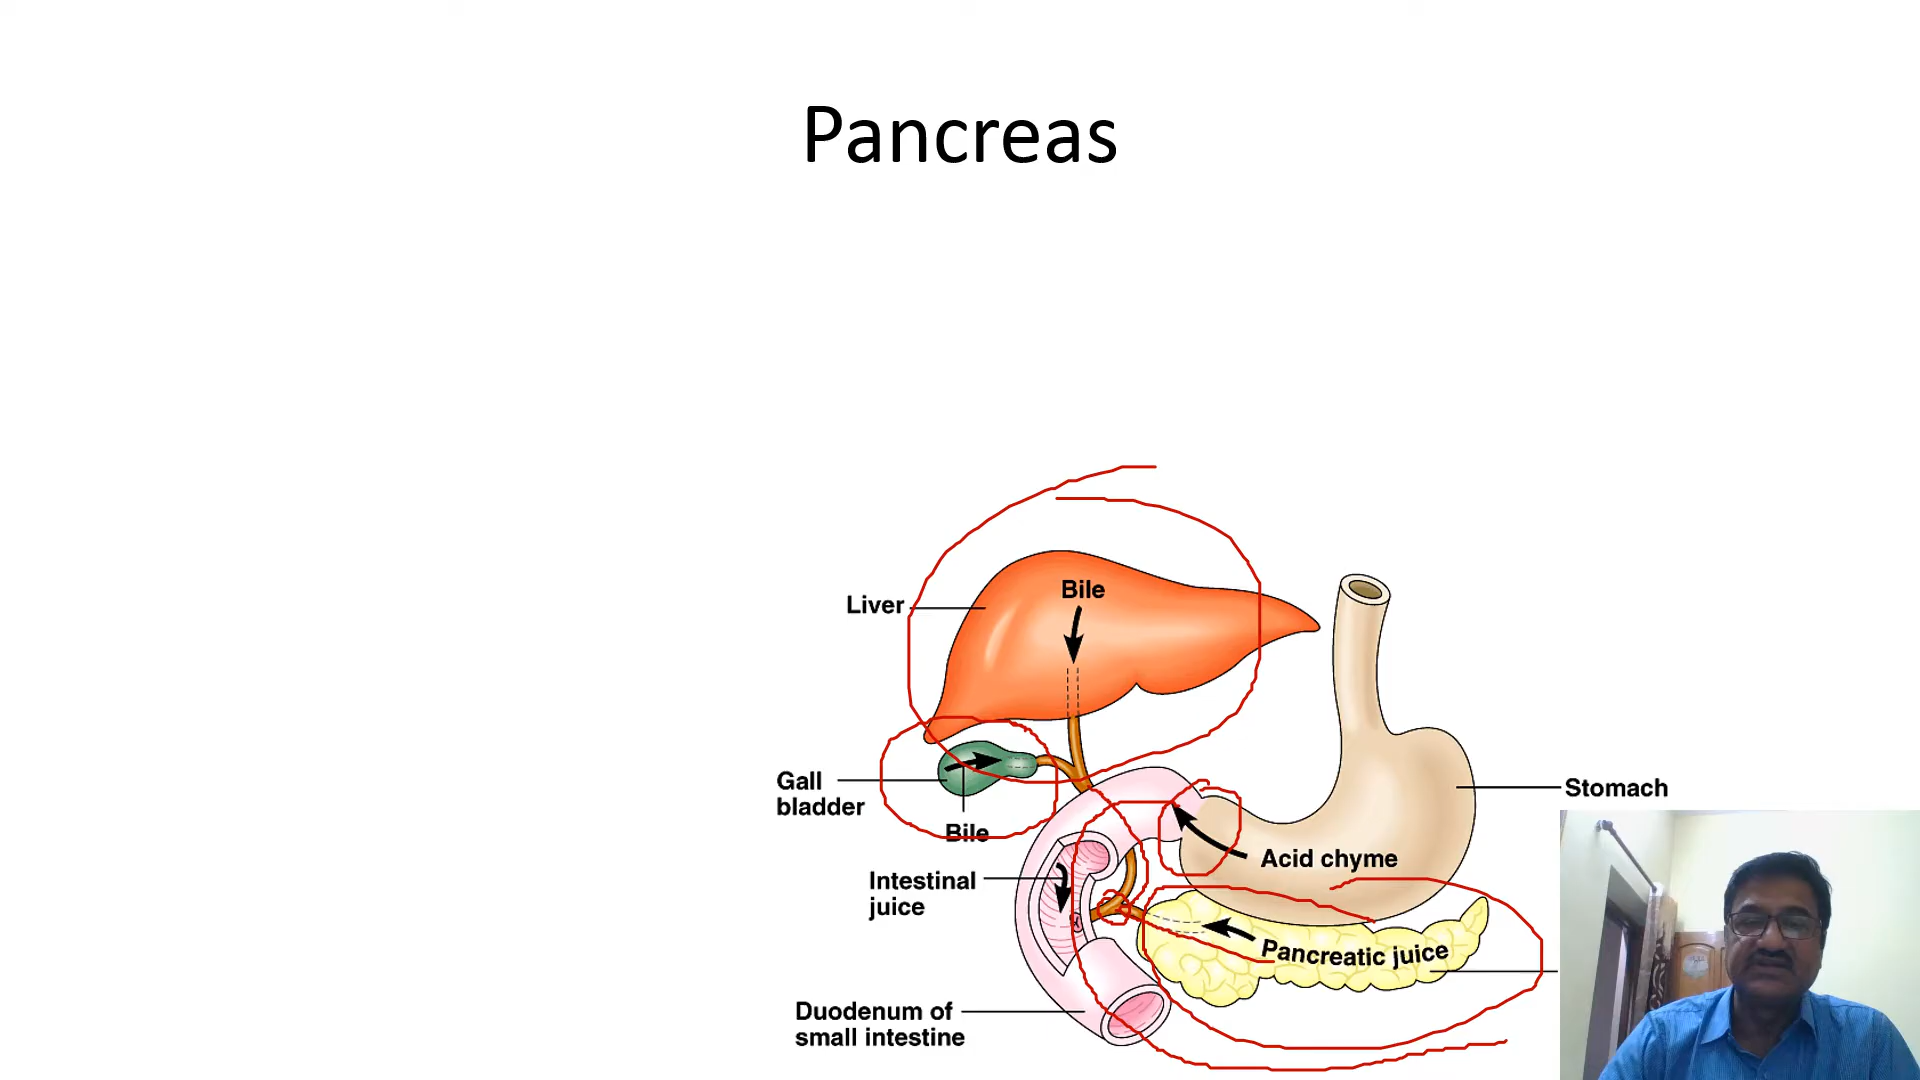 Pancreas
Bile
Liver
Gall
bladder
Bile
Stomach
Acid chyme
Intestinal
juice
Pancreatic juice
Duodenum of
small intestine